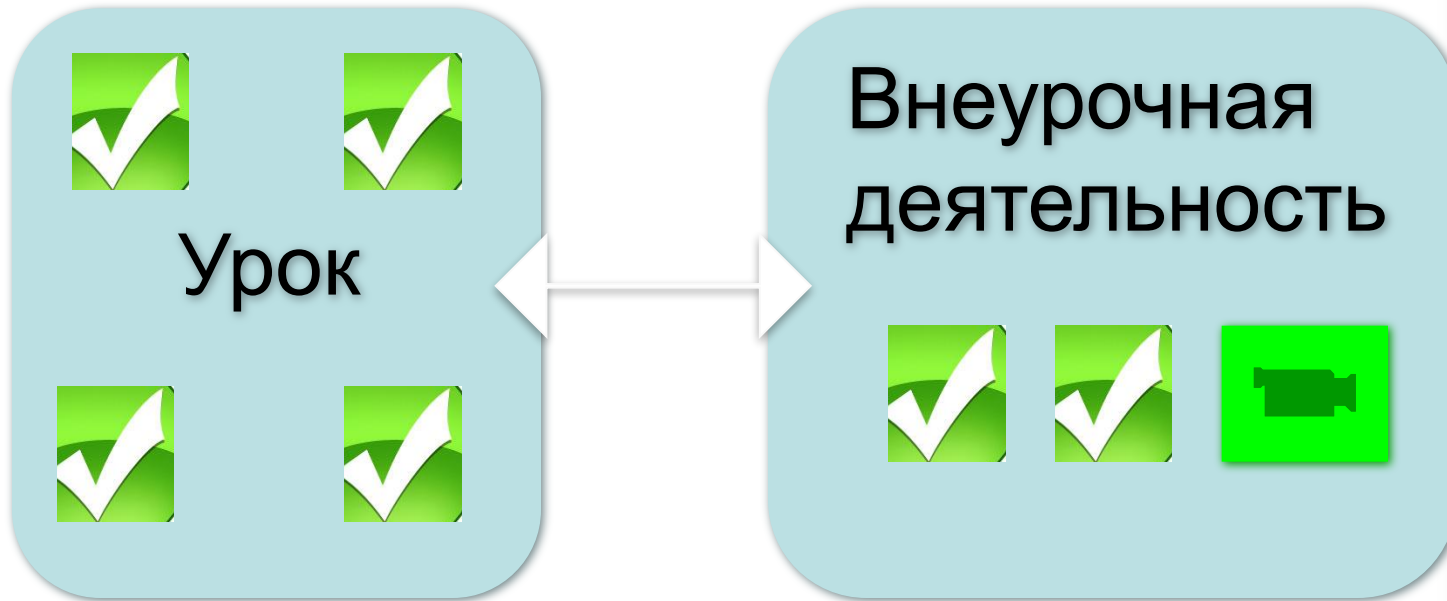 Урок
Внеурочная
деятельность